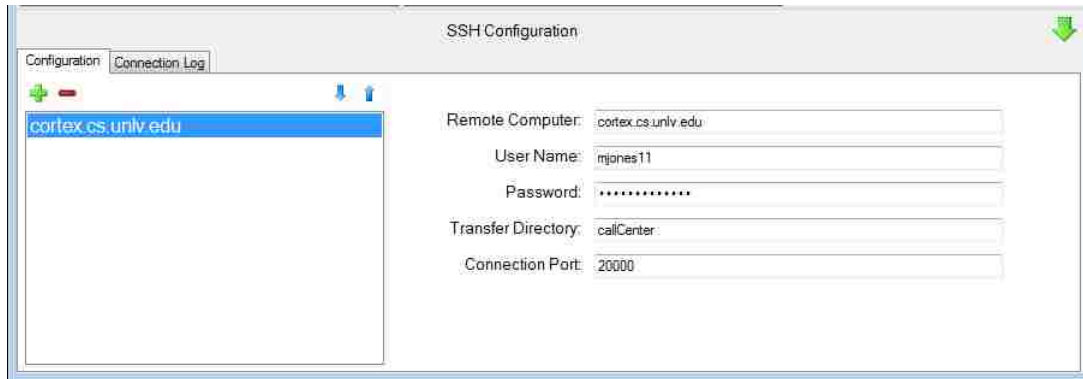 SSH Configuration
Configuration
Connection Log
cortex.cs.unlv.edu
Remote Computer: cortex.cs.unlv.edu
User Name: mjones11
Password: •••••••••••••
Transfer Directory: callCenter
Connection Port: 20000